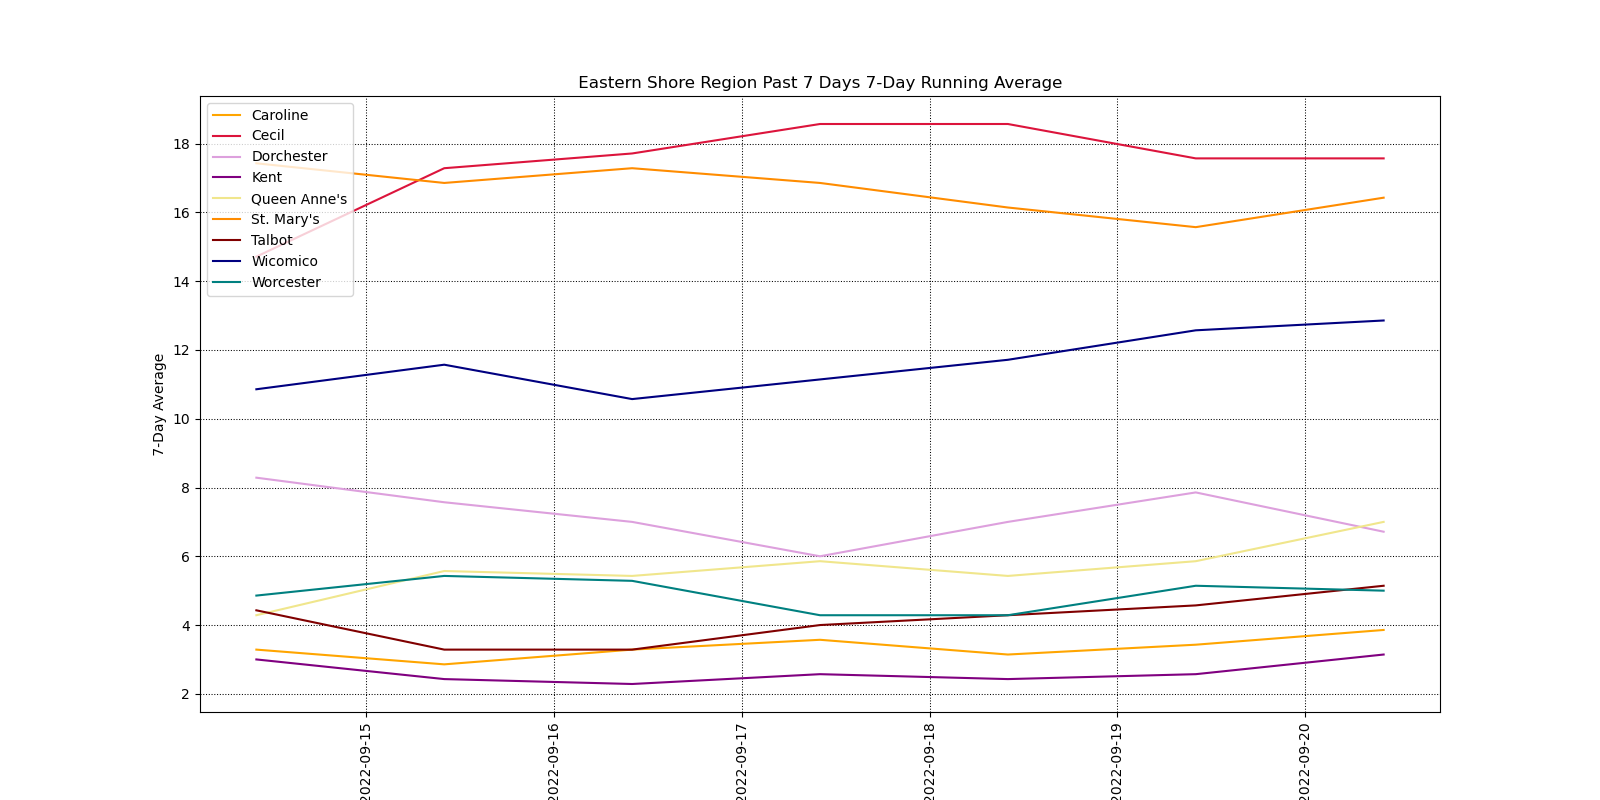 Eastern Shore Region Past 7 Days 7-Day Running Average
Caroline
Cecil
Dorchester
Kent
Queen Anne's
St. Mary's
Talbot
Wicomico
Worcester
18
16
14
12
10
8
6
4
2
7-Day Average
2022-09-15
2022-09-16
2022-09-17
2022-09-18
2022-09-19
2022-09-20